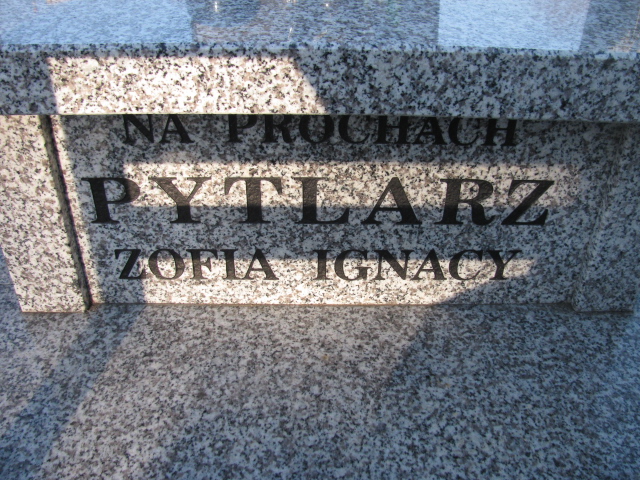 NA PROCHACH
PYTLARZ
ZOFIA IGNACY